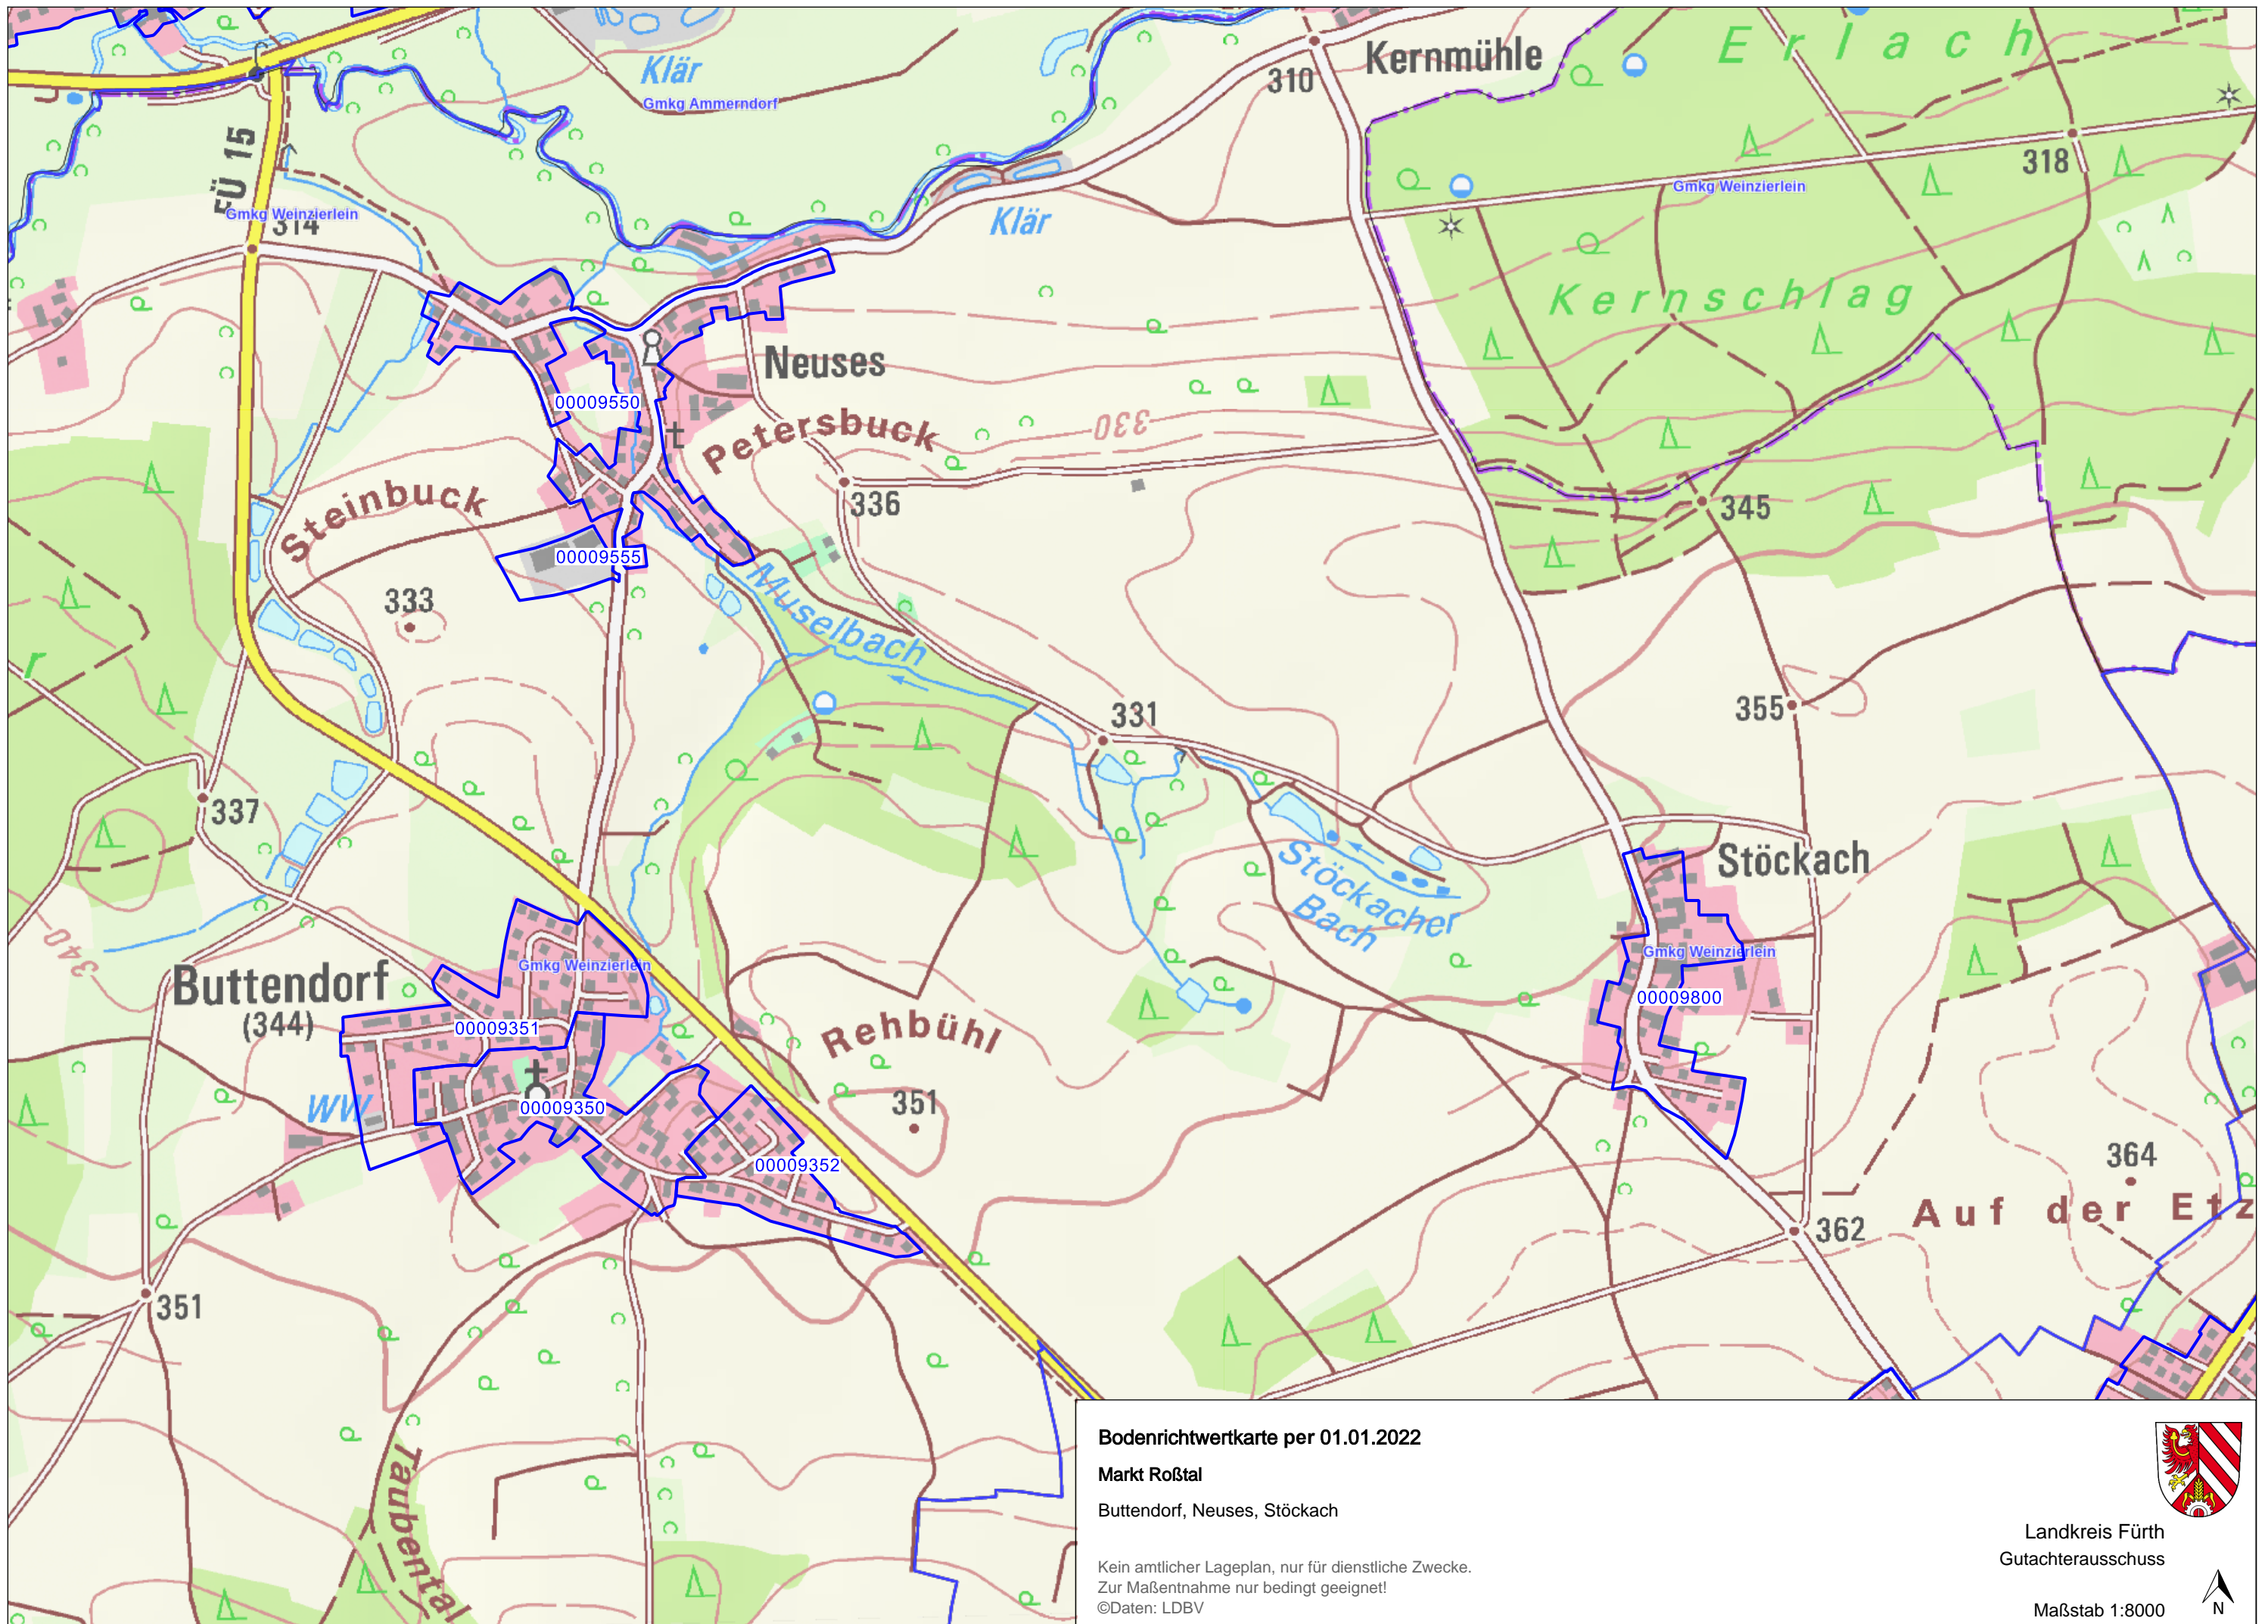 Klär
Gmkg Ammerndorf
Kernmühle
310
Erlach
318
FÜ 15
Gmkg Weinzierlein
314
Gmkg Weinzierlein
Klär
Kernschlag
Neuses
00009550
Petersbuck
330
336
345
Steinbuck
00009555
333
Muselbach
r
331
355
337
Stöckach
Stöckacher
Bach
340
Gmkg Weinzierlein
Buttendorf
(344)
00009351
Gmkg Weinzierlein
00009800
Rehbühl
WW
00009350
351
00009352
364
Auf der Etz
362
351
Taubental
Bodenrichtwertkarte per 01.01.2022
Markt Roßtal
Buttendorf, Neuses, Stöckach
Kein amtlicher Lageplan, nur für dienstliche Zwecke.
Zur Maßentnahme nur bedingt geeignet!
©Daten: LDBV
Landkreis Fürth
Gutachterausschuss
Maßstab 1:8000
N